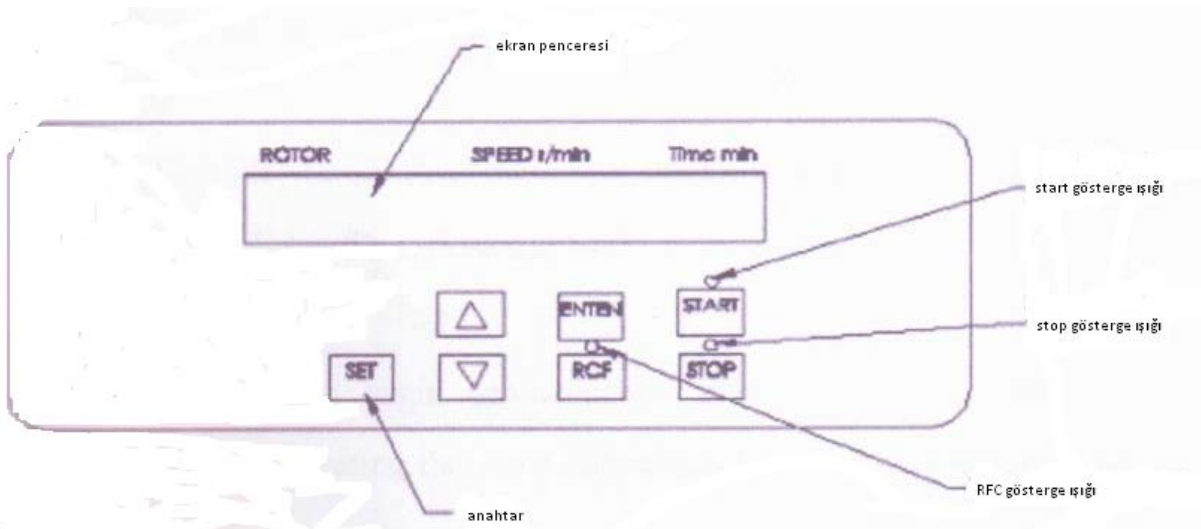 ekran penceresi
ROTOR SPEED r/min Time min
start gösterge ışığı
ENTEN START
stop gösterge ışığı
SET RCF STOP
RFC gösterge ışığı
anahtar